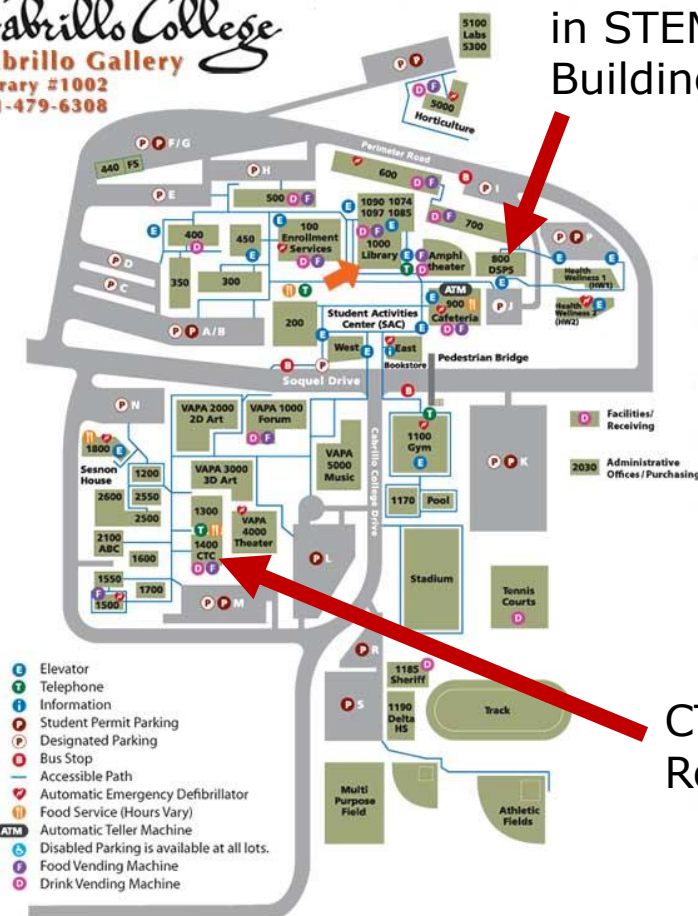 Cabrillo College
Gallery
#1002
479-6308
in STEM
5100
Labs
5300
P P
D F
5000
Horticulture
P P F/G
440 FS
Perimeter Road
P H
P E
600
D F
B
P I
500 D F
E
1090 1074
1097 1085
E E
D F
1000
Library
D F
700
P P P
E
400
D
450
E
100
Enrollment
Services
D F
E F
T D
Amphi
theater
800
DSPS
E
E
E
Health
Wellness 1
(HW1)
Health
Wellness 2
(HW2)
E
P D
P C
350
300
T
ATM
900
Cafeteria
D F
E
P J
P P A/B
200
Student Activities
Center (SAC)
E
E
West
E
East
Bookstore
Pedestrian Bridge
B
P
Soquel Drive
B
P N
VAPA 2000
2D Art
VAPA 1000
Forum
D F
Cabrillo College Drive
T
1100
Gym
E
P P K
D Facilities/
Receiving
2030 Administrative
Offices/Purchasing
1800
E
Sesnon
House
1200
2600
2550
2500
VAPA 3000
3D Art
VAPA
5000
Music
1170
Pool
1300
T
1400
CTC
D F
VAPA
4000
Theater
2100
ABC
1600
P L
Stadium
1550
F
1500
1700
P P M
Tennis
Courts
D
P R
1185
Sheriff
D
P S
1190
Delta
HS
Track
Multi
Purpose
Field
Athletic
Fields
E Elevator
T Telephone
i Information
P Student Permit Parking
P Designated Parking
B Bus Stop
Accessible Path
Automatic Emergency Defibrillator
Food Service (Hours Vary)
ATM Automatic Teller Machine
Disabled Parking is available at all lots.
F Food Vending Machine
D Drink Vending Machine